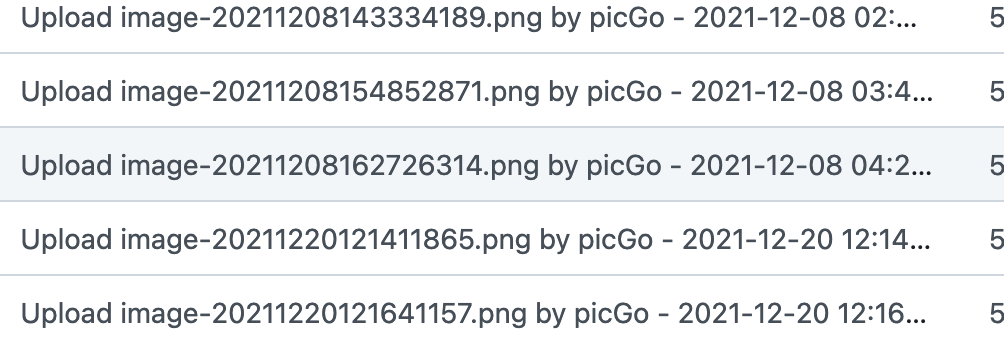 Upload image-20211208143334189.png by picGo - 2021-12-08 02:... 5
Upload image-20211208154852871.png by picGo - 2021-12-08 03:4... 5
Upload image-20211208162726314.png by picGo - 2021-12-08 04:2... 5
Upload image-20211220121411865.png by picGo - 2021-12-20 12:14... 5
Upload image-20211220121641157.png by picGo - 2021-12-20 12:16... 5